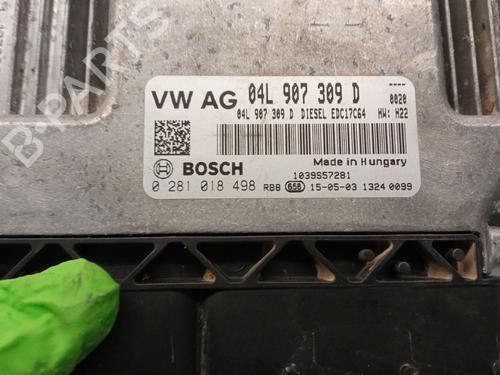 B-PARTS
VW AG 04L 907 309 D
04L 907 309 D DIESEL EDC17C64
0020
HW: H22
BOSCH
Made in Hungary
1039S57281
0 281 018 498 RBB 658 15-05-03 1324 0099